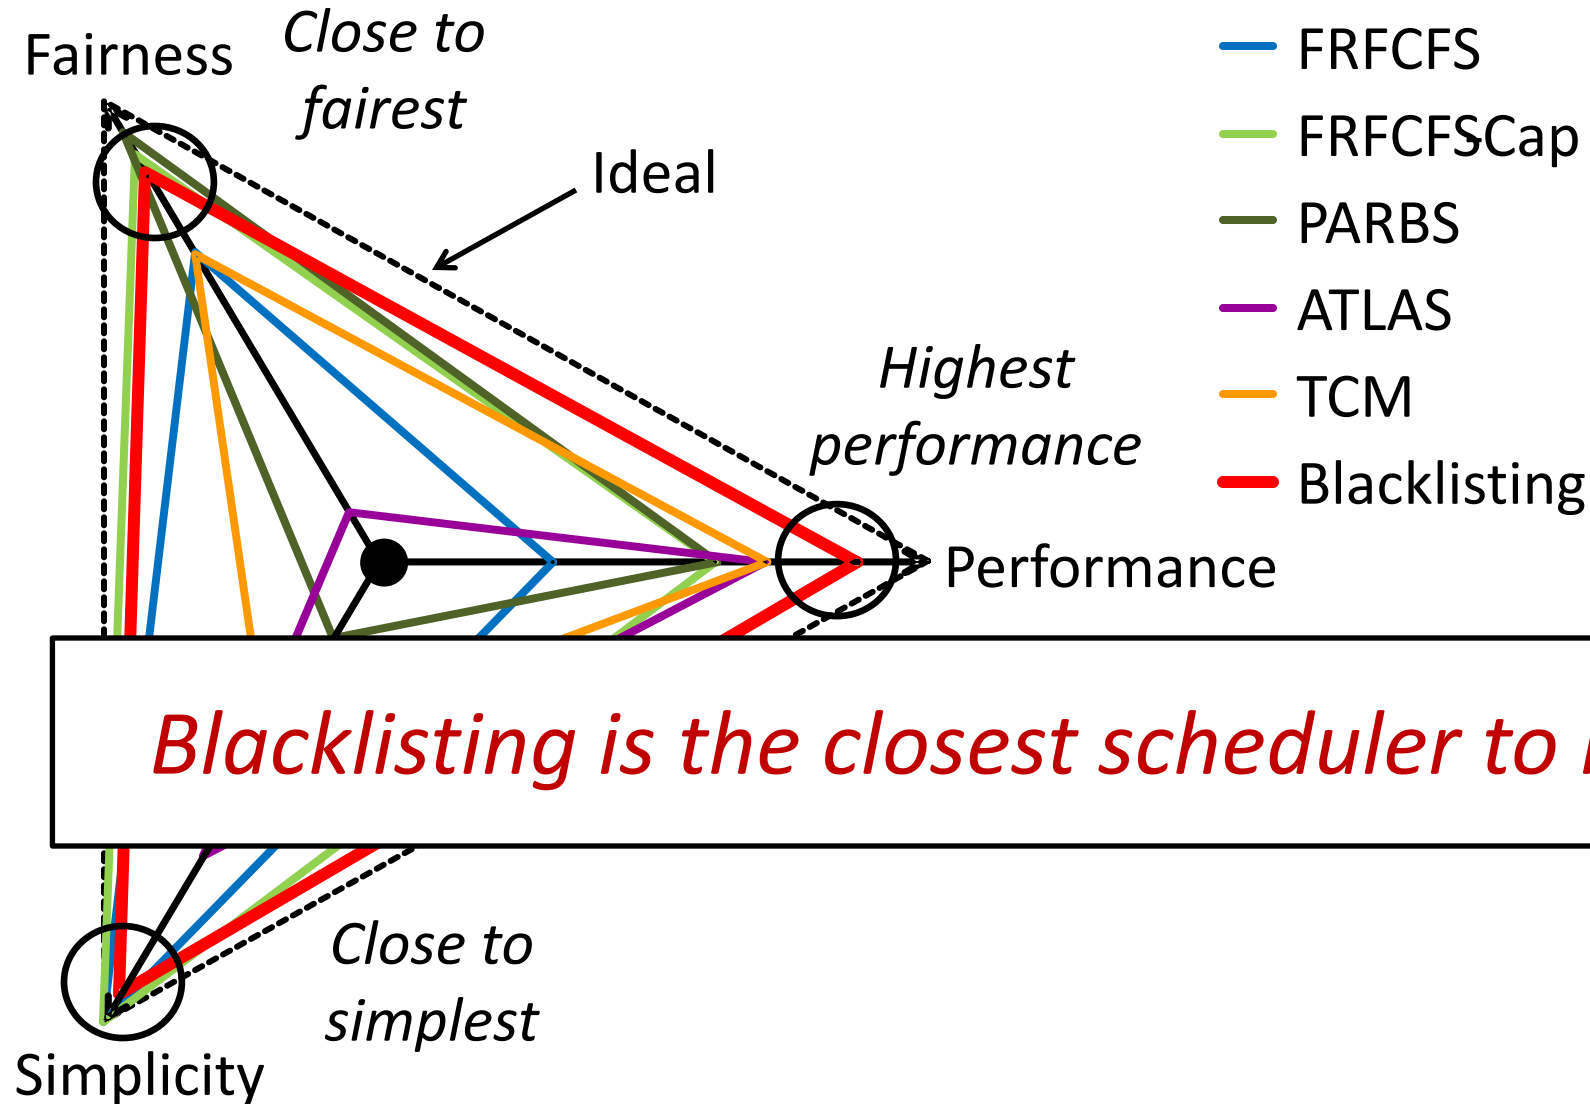 Fairness
Close to
fairest
Ideal
Highest
performance
Performance
FRFCFS
FRFCFS-Cap
PARBS
ATLAS
TCM
Blacklisting
Blacklisting is the closest scheduler to
Close to
simplest
Simplicity